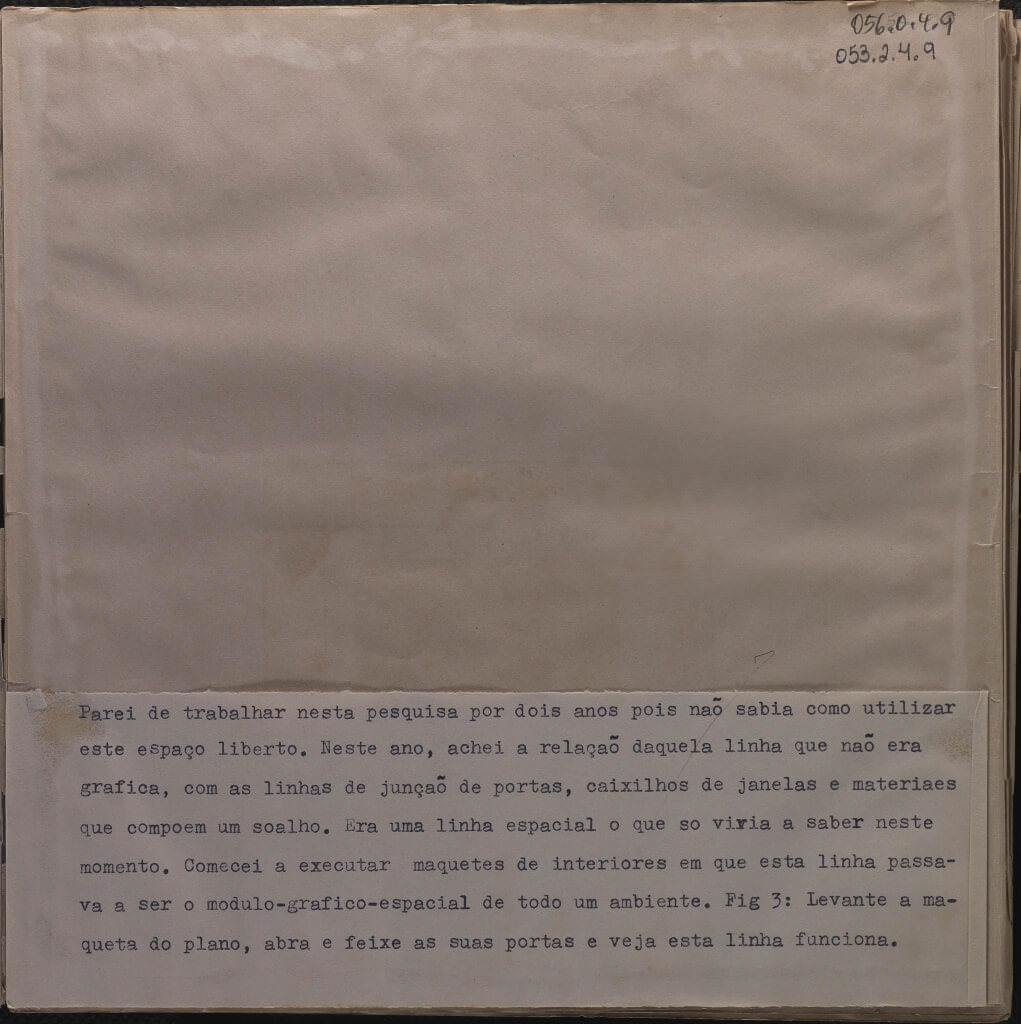 056.0.4.9
053.2.4.9
Parei de trabalhar nesta pesquisa por dois anos pois naõ sabia como utilizar
este espaço liberto. Neste ano, achei a relaçaõ daquela linha que naõ era
grafica, com as linhas de junçaõ de portas, caixilhos de janelas e materiaes
que compoem um soalho. Era uma linha espacial o que so viria a saber neste
momento. Comecei a executar maquetes de interiores em que esta linha passa-
va a ser o modulo-grafico-espacial de todo um ambiente. Fig 3: Levante a ma-
queta do plano, abra e feixe as suas portas e veja esta linha funciona.